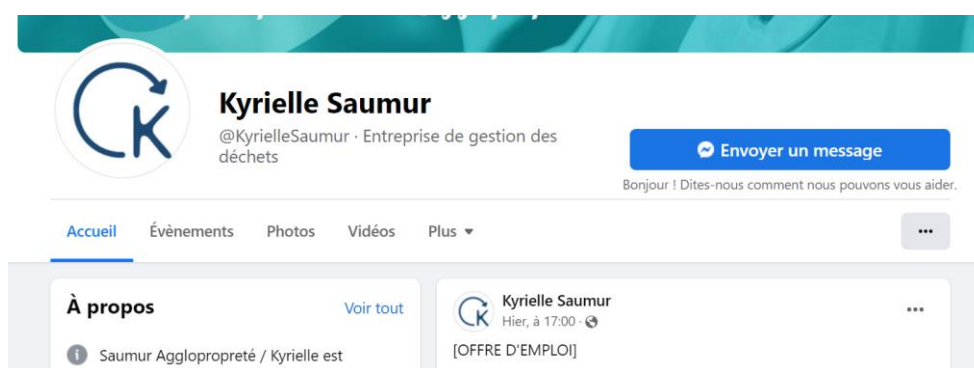 Kyrielle Saumur
@KyrielleSaumur · Entreprise de gestion des
déchets
Envoyer un message
Bonjour ! Dites-nous comment nous pouvons vous aider.
Accueil Évènements Photos Vidéos Plus
À propos Voir tout
Saumur Agglopropreté / Kyrielle est
Kyrielle Saumur
Hier, à 17:00 ·
[OFFRE D'EMPLOI]